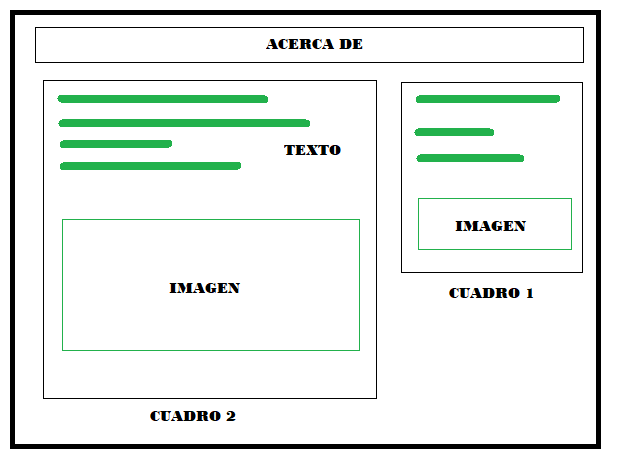 ACERCA DE
TEXTO
IMAGEN
CUADRO 2
IMAGEN
CUADRO 1